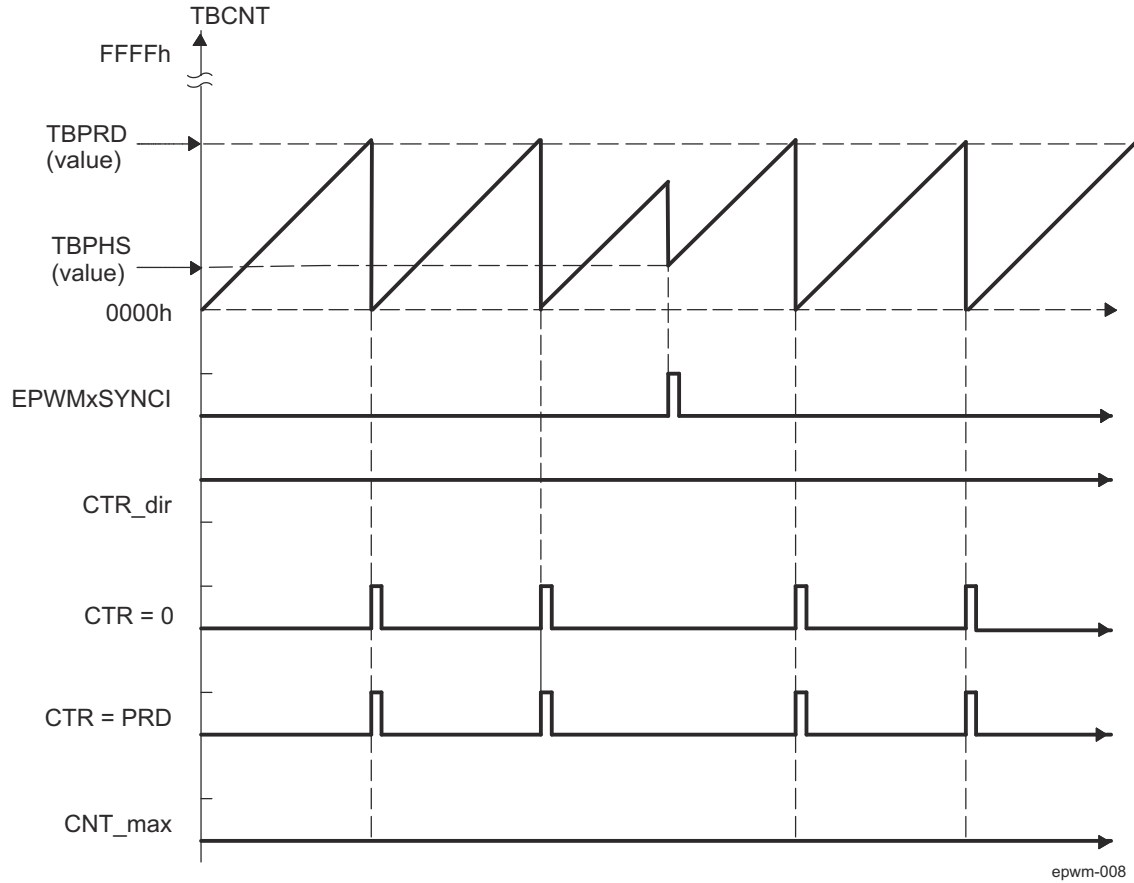 TBCNT
FFFFh
TBPRD
(value)
TBPHS
(value)
0000h
EPWMxSYNCI
CTR_dir
CTR = 0
CTR = PRD
CNT_max
epwm-008